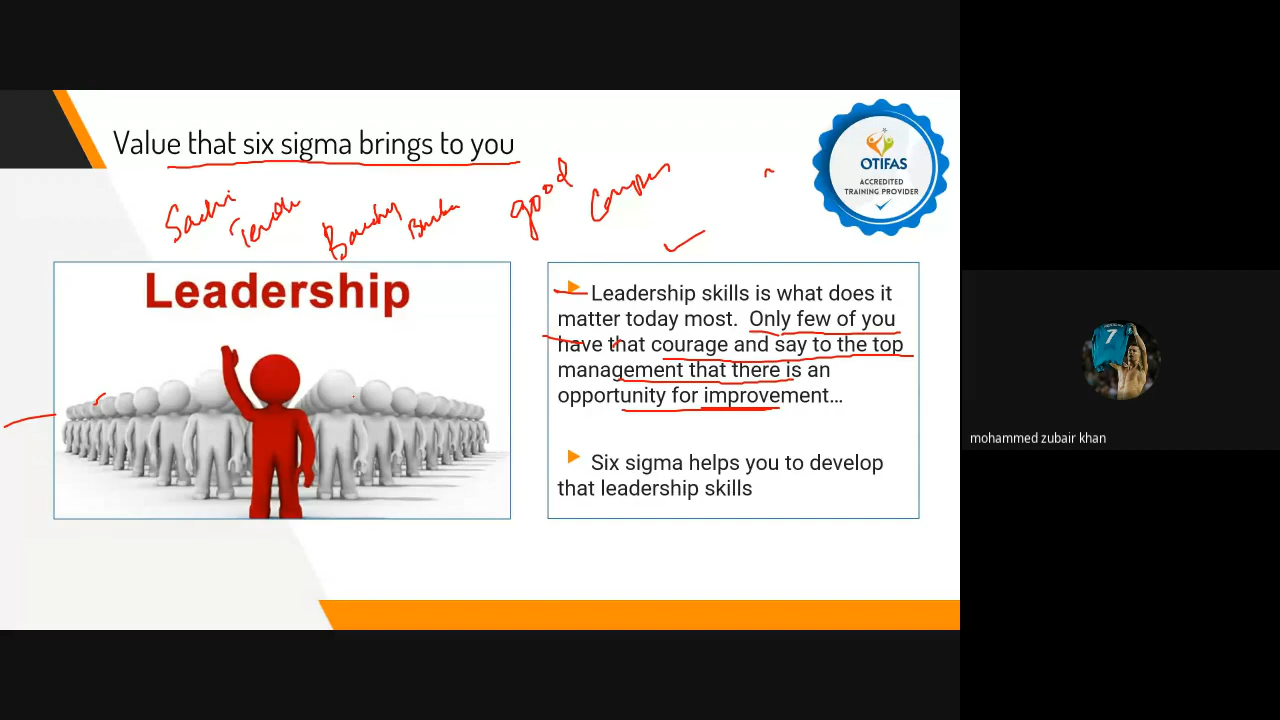 Value that six sigma brings to you
OTIFAS
ACCREDITED
TRAINING PROVIDER
good
Leadership
Leadership skills is what does it
matter today most. Only few of you
have that courage and say to the top
management that there is an
opportunity for improvement...
Six sigma helps you to develop
that leadership skills
7
mohammed zubair khan